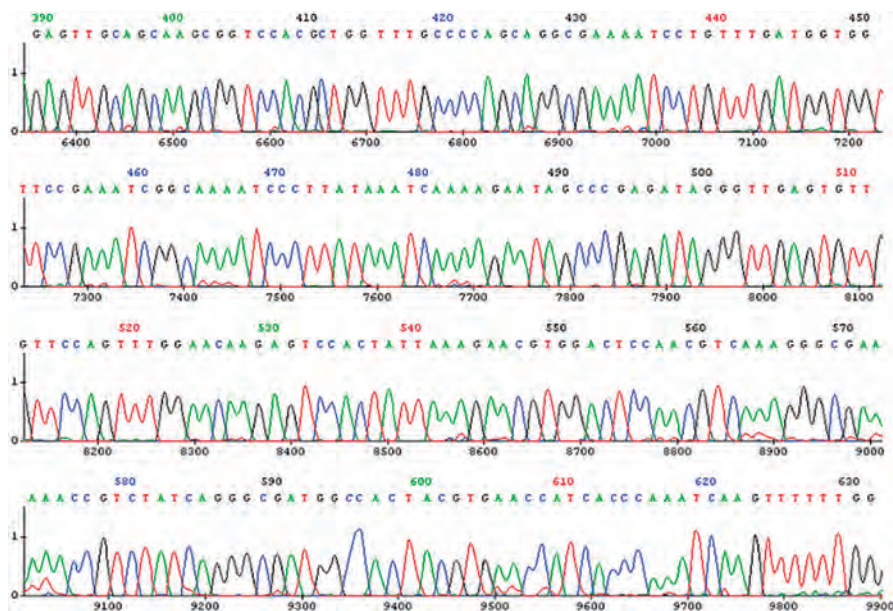 390 400 410 420 430 440 450
GAGTTGCAGCAAGCGGTCCACGCTGGTTTGCCCCAGCAGGCGAAAATCCTGTTTGATGGTGG
1
0
6400 6500 6600 6700 6800 6900 7000 7100 7200
460 470 480 490 500 510
TTCCGAAATCGGCAAAATCCCTTATAAATCAAAAGAATAGCCCGAGATAGGGTTGAGTGTT
1
0
7300 7400 7500 7600 7700 7800 7900 8000 8100
520 530 540 550 560 570
GTTCCAGTTTGGAACAAGAGTCCACTATTAAAGAACGTGGACTCCAACGTCAAAGGGCGAA
1
0
8200 8300 8400 8500 8600 8700 8800 8900 9000
580 590 600 610 620 630
AAACCGTCTATCAGGGCGATGGCCACTACGTGAACCATCACCCAAATCAAGTTTTTTGG
1
0
9100 9200 9300 9400 9500 9600 9700 9800